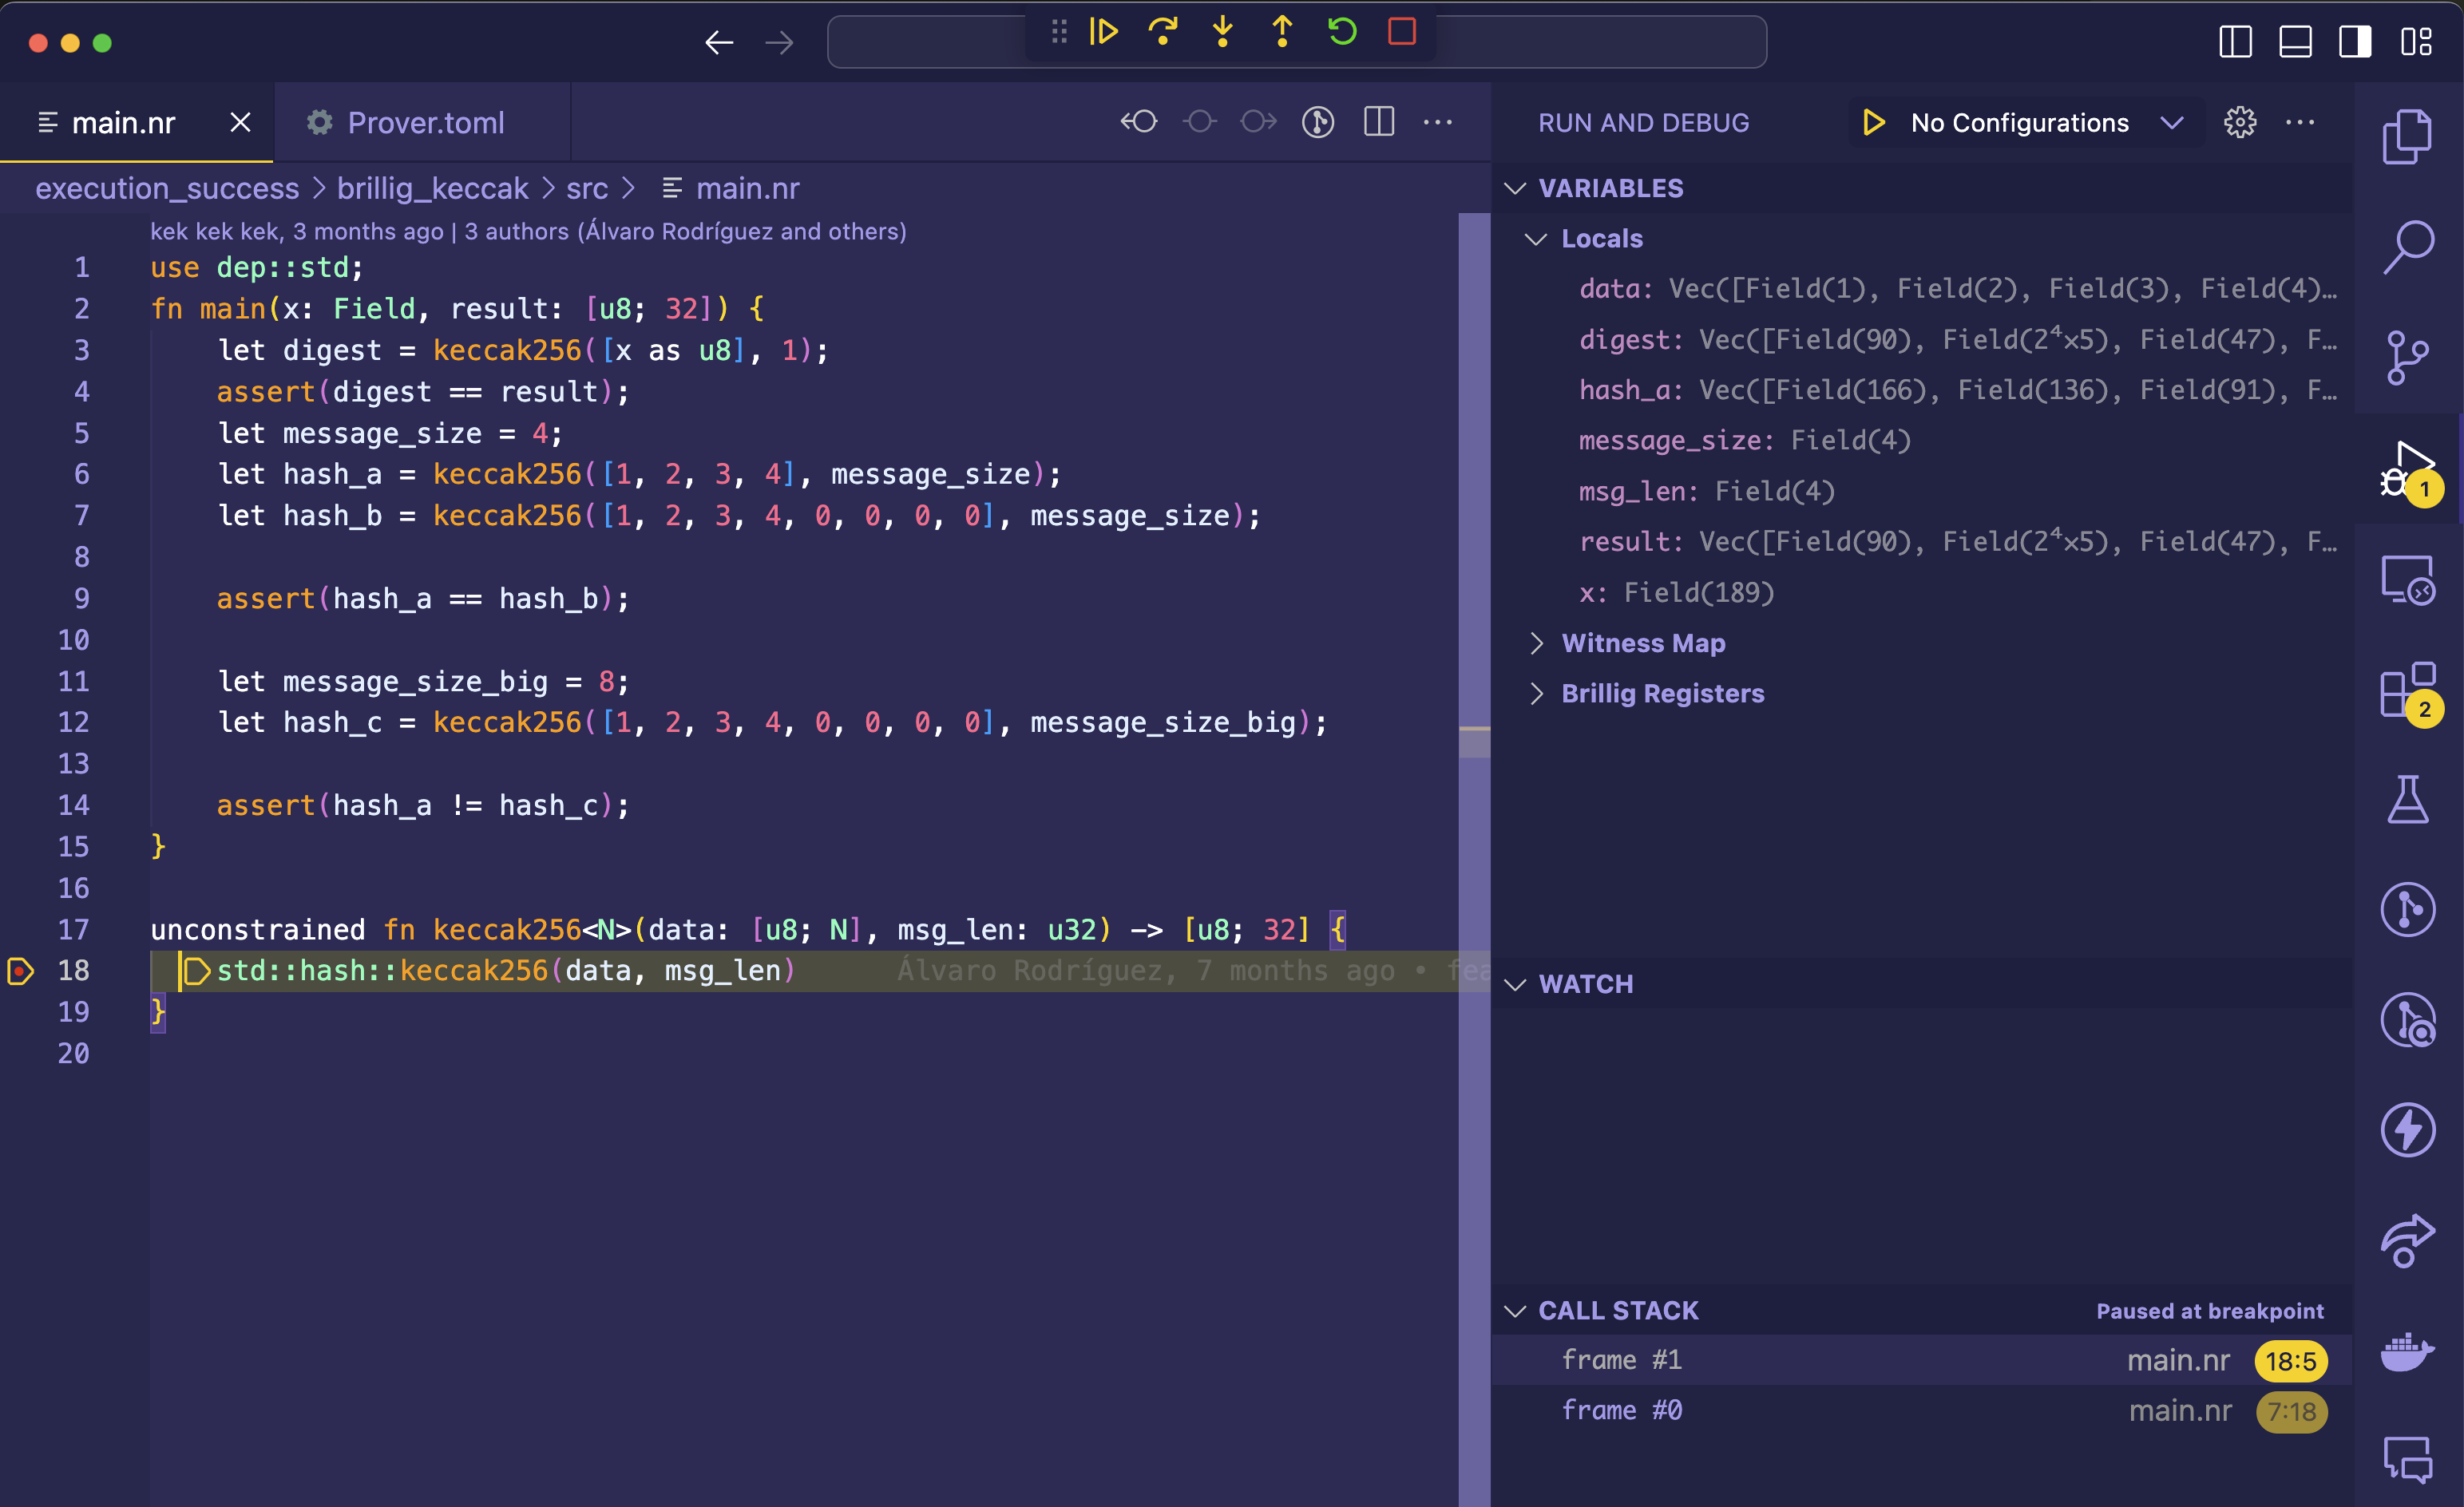 main.nr
Prover.toml
execution_success > brillig_keccak > src > main.nr
kek kek kek, 3 months ago | 3 authors (Álvaro Rodríguez and others)
1 use dep::std;
2 fn main(x: Field, result: [u8; 32]) {
3 let digest = keccak256([x as u8], 1);
4 assert(digest == result);
5 let message_size = 4;
6 let hash_a = keccak256([1, 2, 3, 4], message_size);
7 let hash_b = keccak256([1, 2, 3, 4, 0, 0, 0, 0], message_size);
8
9 assert(hash_a == hash_b);
10
11 let message_size_big = 8;
12 let hash_c = keccak256([1, 2, 3, 4, 0, 0, 0, 0], message_size_big);
13
14 assert(hash_a != hash_c);
15 }
16
17 unconstrained fn keccak256<N>(data: [u8; N], msg_len: u32) -> [u8; 32] {
18 std::hash::keccak256(data, msg_len) Álvaro Rodríguez, 7 months ago • fea
19 }
20
RUN AND DEBUG
No Configurations
VARIABLES
Locals
data: Vec([Field(1), Field(2), Field(3), Field(4)…
digest: Vec([Field(90), Field(2⁴×5), Field(47), F…
hash_a: Vec([Field(166), Field(136), Field(91), F…
message_size: Field(4)
msg_len: Field(4)
result: Vec([Field(90), Field(2⁴×5), Field(47), F…
x: Field(189)
Witness Map
Brillig Registers
WATCH
CALL STACK Paused at breakpoint
frame #1 main.nr 18:5
frame #0 main.nr 7:18
1
2